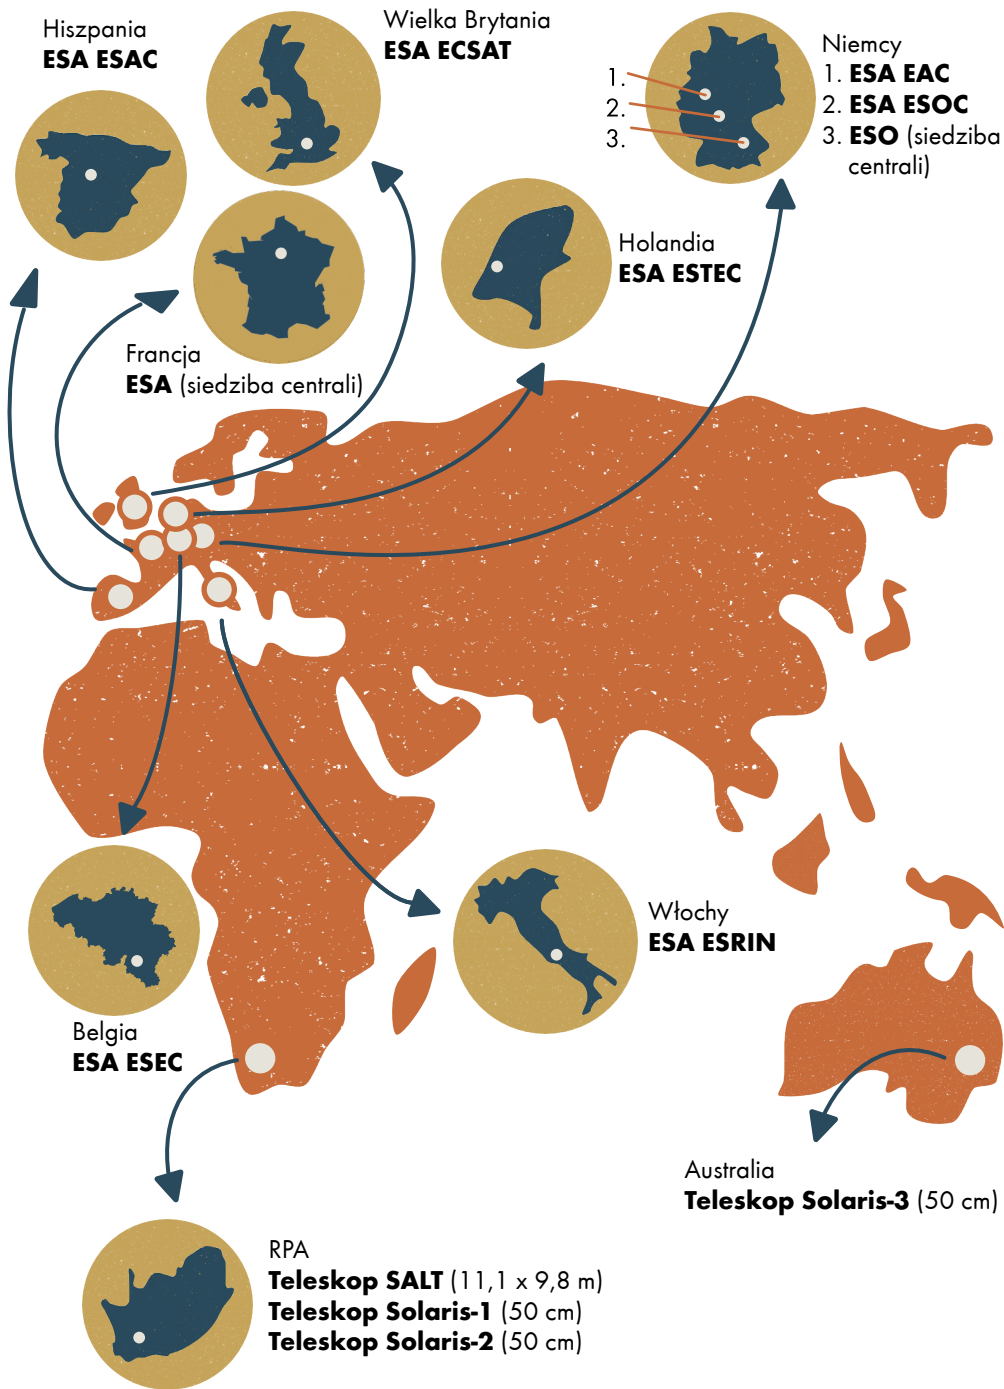 Hiszpania
ESA ESAC
Wielka Brytania
ESA ECSAT
1.
2.
3.
Niemcy
1. ESA EAC
2. ESA ESOC
3. ESO (siedziba
centrali)
Holandia
ESA ESTEC
Francja
ESA (siedziba centrali)
Włochy
ESA ESRIN
Belgia
ESA ESEC
Australia
Teleskop Solaris-3 (50 cm)
RPA
Teleskop SALT (11,1 x 9,8 m)
Teleskop Solaris-1 (50 cm)
Teleskop Solaris-2 (50 cm)